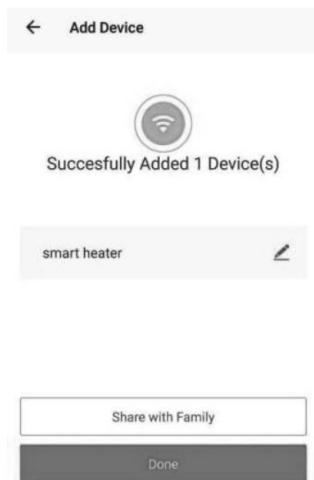 Add Device
Succesfully Added 1 Device(s)
smart heater
Share with Family
Done